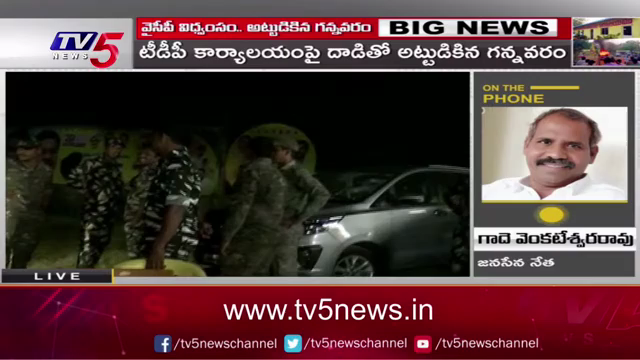 TV5
NEWS
వైసీపీ విధ్వంసం.. అట్టుడికిన గన్నవరం
BIG NEWS
టీడీపీ కార్యాలయంపై దాడితో అట్టుడికిన గన్నవరం
ON THE
PHONE
గాదె వెంకటేశ్వరరావు
జనసేన నేత
LIVE
www.tv5news.in
/tv5newschannel
/tv5newschannel
/tv5newschannel